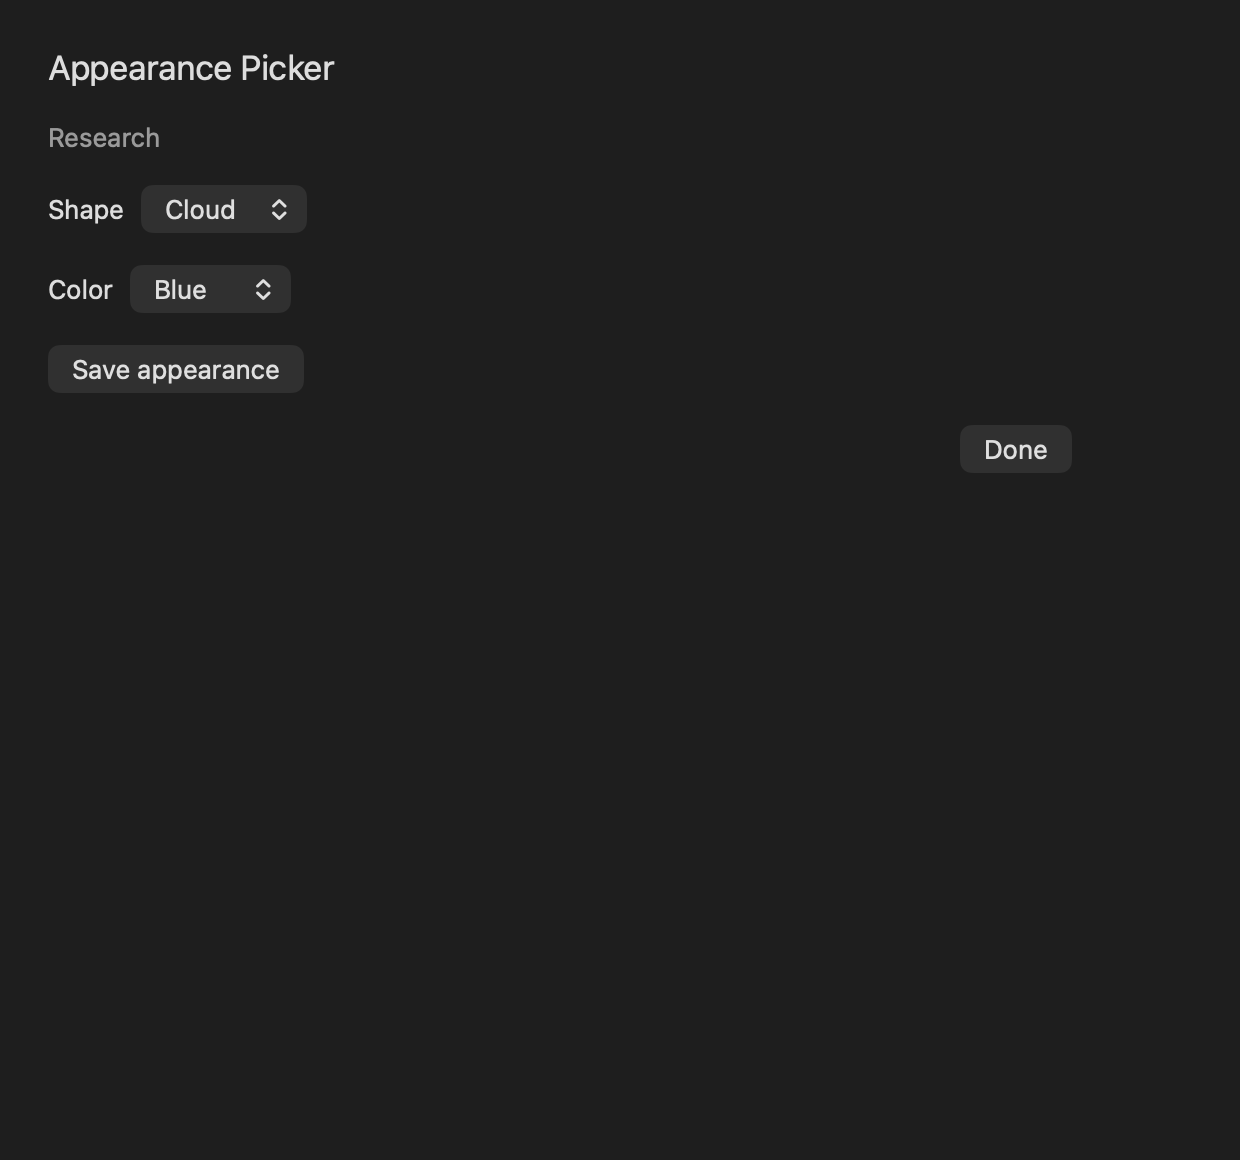 Appearance Picker
Research
Shape Cloud
Color Blue
Save appearance
Done